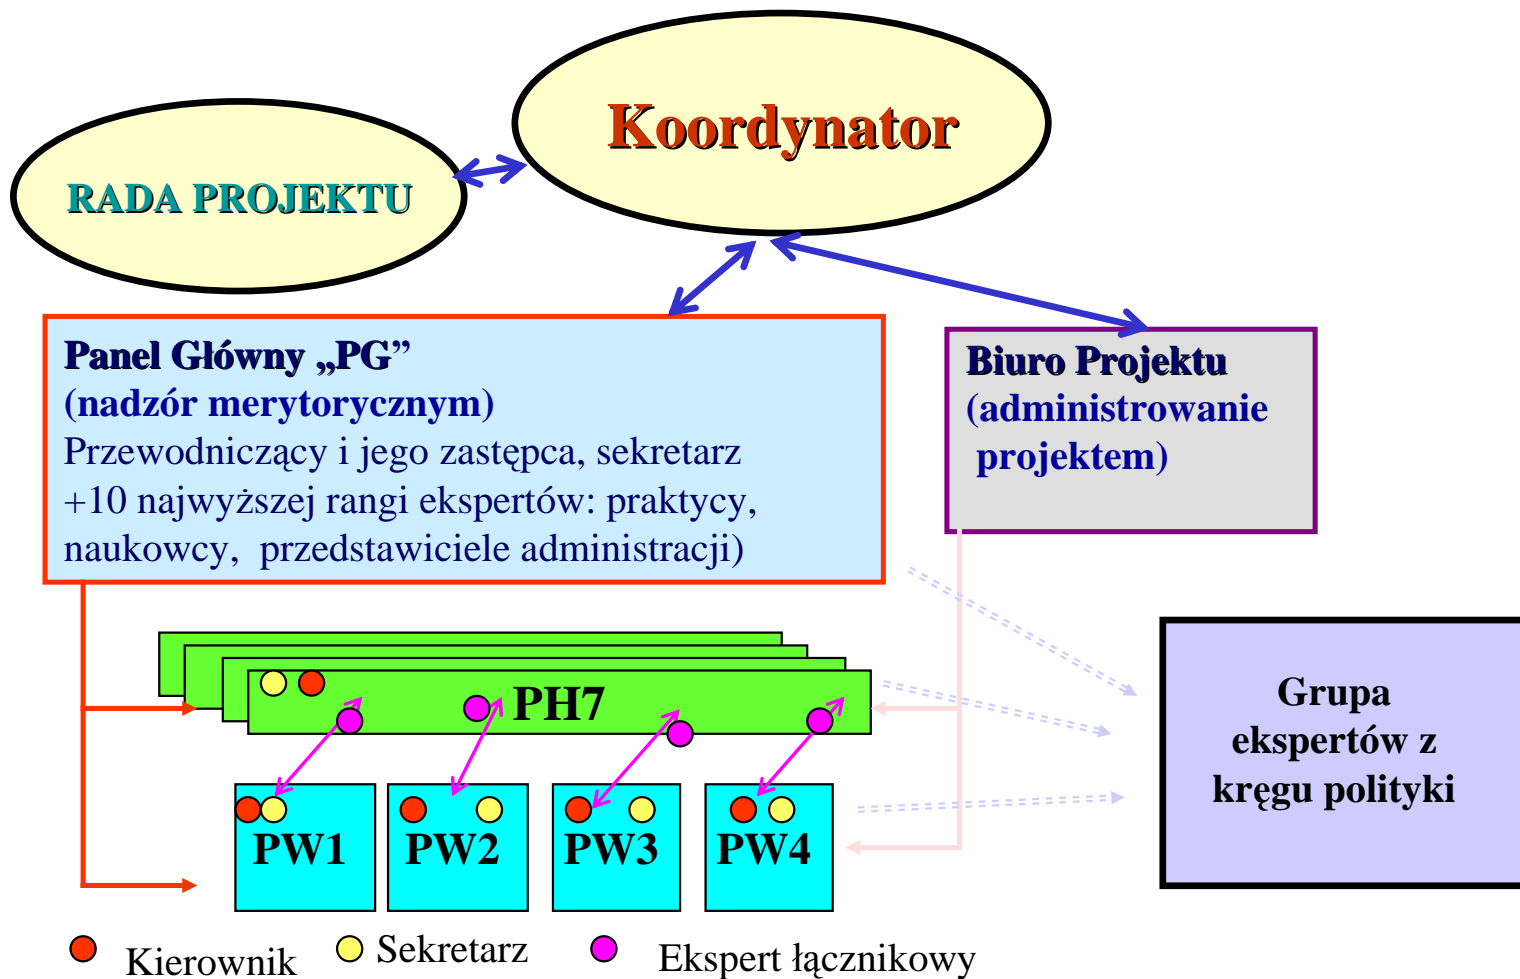 Koordynator
RADA PROJEKTU
Panel Główny „PG”
(nadzór merytorycznym)
Przewodniczący i jego zastępca, sekretarz
+10 najwyższej rangi ekspertów: praktycy,
naukowcy, przedstawiciele administracji)
Biuro Projektu
(administrowanie
projektem)
PH7
Grupa
ekspertów z
kręgu polityki
PW1
PW2
PW3
PW4
Kierownik
Sekretarz
Ekspert łącznikowy